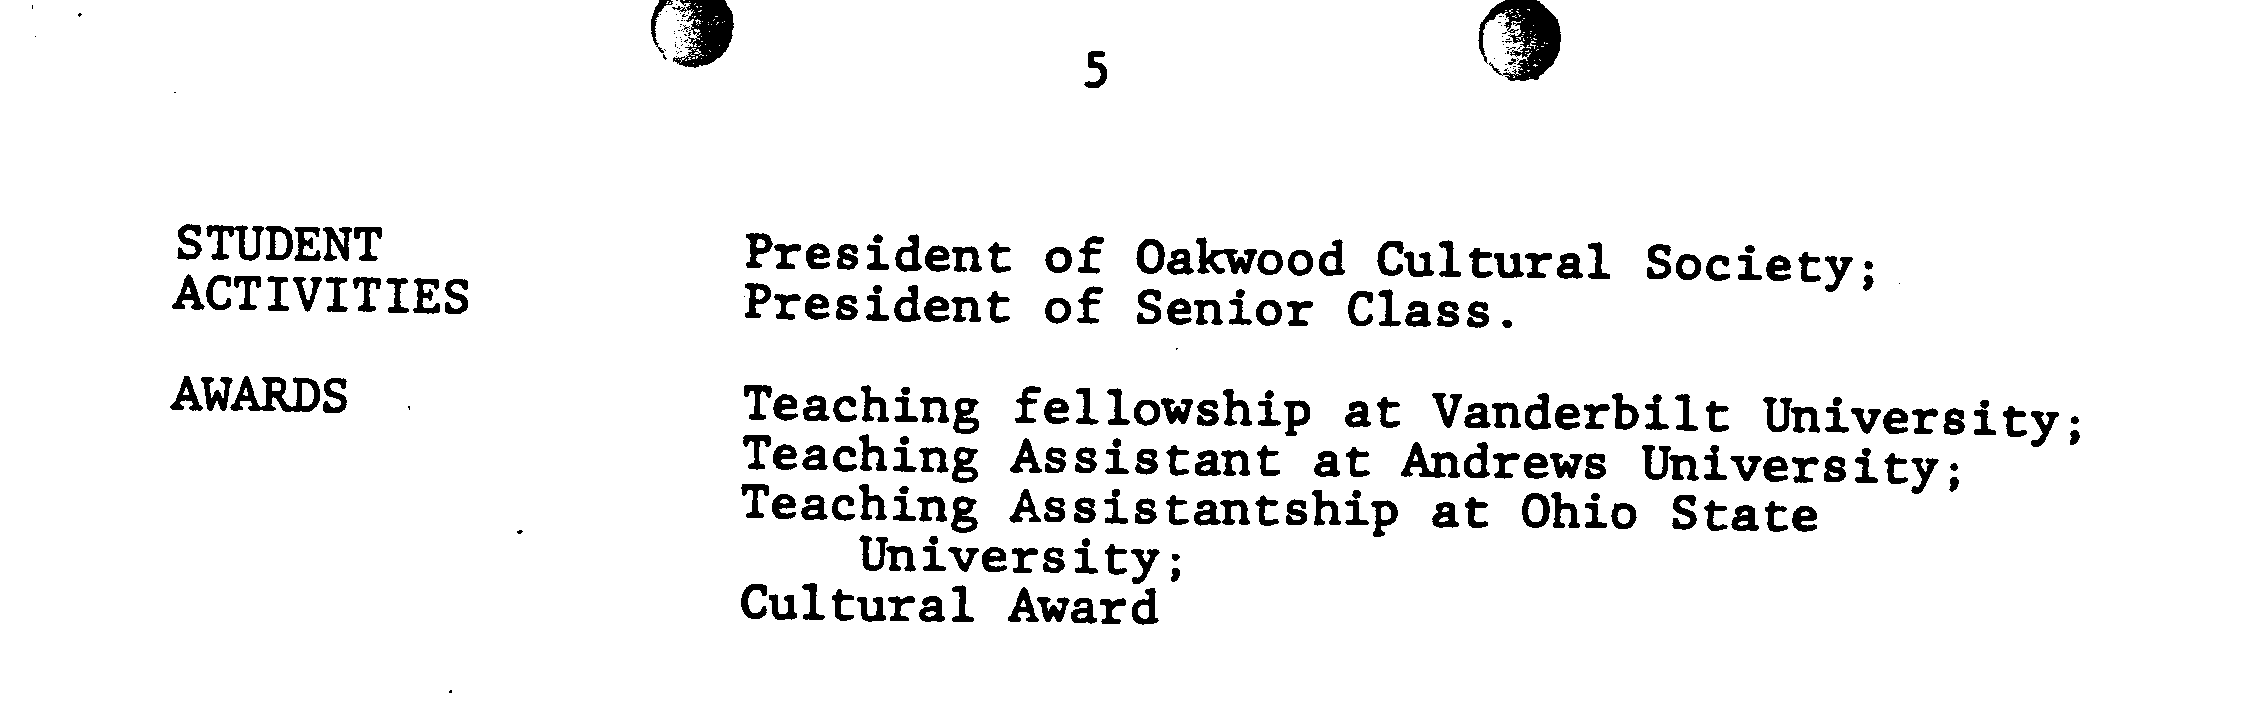 5
STUDENT
ACTIVITIES
President of Oakwood Cultural Society;
President of Senior Class.
AWARDS
Teaching fellowship at Vanderbilt University;
Teaching Assistant at Andrews University;
Teaching Assistantship at Ohio State
University;
Cultural Award